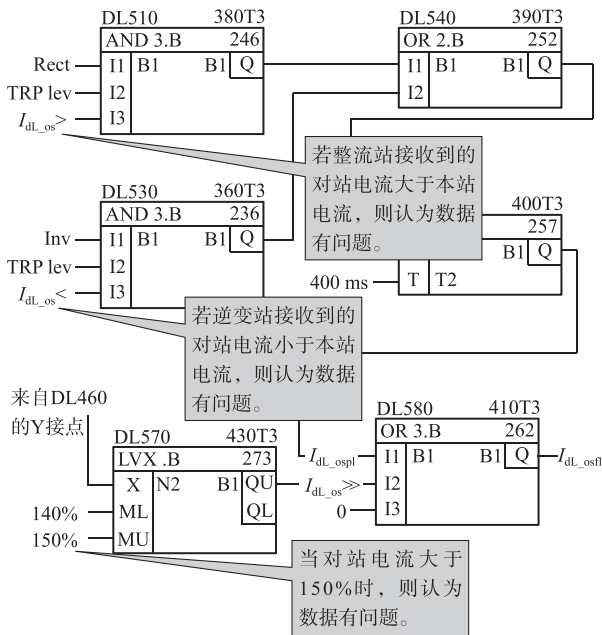 DL510 380T3
AND 3.B 246
Rect I1 B1 B1 Q
TRP lev I2
I_dL_os> I3
DL540 390T3
OR 2.B 252
I1 B1 B1 Q
I2
若整流站接收到的
对站电流大于本站
电流，则认为数据
有问题。
DL530 360T3
AND 3.B 236
Inv I1 B1 B1 Q
TRP lev I2
I_dL_os< I3
400T3
257
B1 Q
400 ms T T2
若逆变站接收到的
对站电流小于本站
电流，则认为数据
有问题。
来自DL460
的Y接点
DL570 430T3
LVX .B 273
X N2 B1 QU
140% ML QL
150% MU
DL580 410T3
OR 3.B 262
I_dL_ospl I1 B1 B1 Q I_dL_osfl
I_dL_os≫ I2
0 I3
当对站电流大于
150%时，则认为
数据有问题。